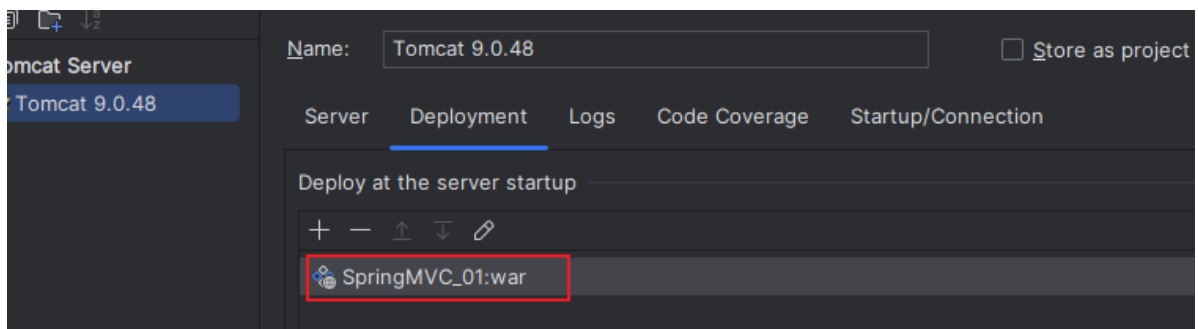 Name: Tomcat 9.0.48 Store as project
omcat Server
Tomcat 9.0.48
Server Deployment Logs Code Coverage Startup/Connection
Deploy at the server startup
SpringMVC_01:war